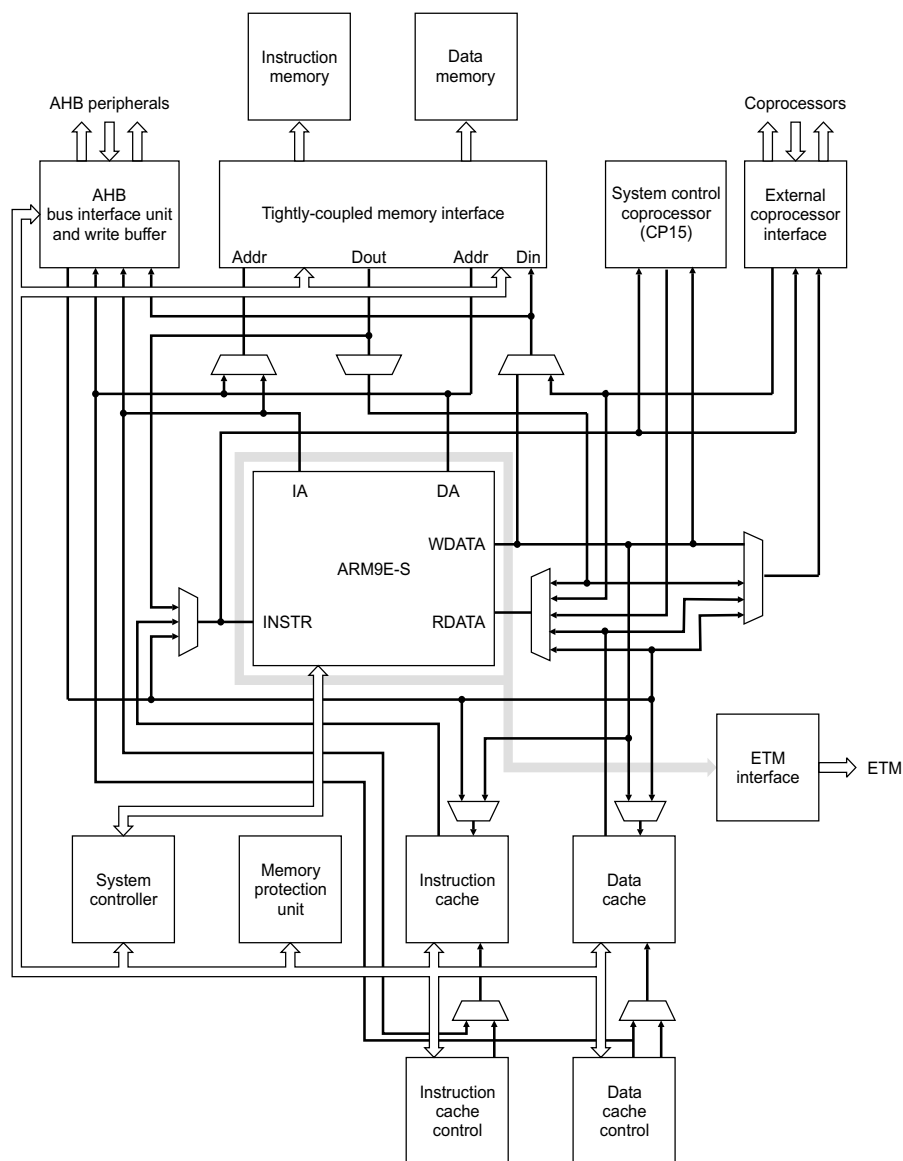 Instruction
memory
Data
memory
AHB peripherals
Coprocessors
AHB
bus interface unit
and write buffer
Tightly-coupled memory interface
Addr
Dout
Addr
Din
System control
coprocessor
(CP15)
External
coprocessor
interface
IA
DA
WDATA
ARM9E-S
INSTR
RDATA
ETM
interface
ETM
System
controller
Memory
protection
unit
Instruction
cache
Data
cache
Instruction
cache
control
Data
cache
control